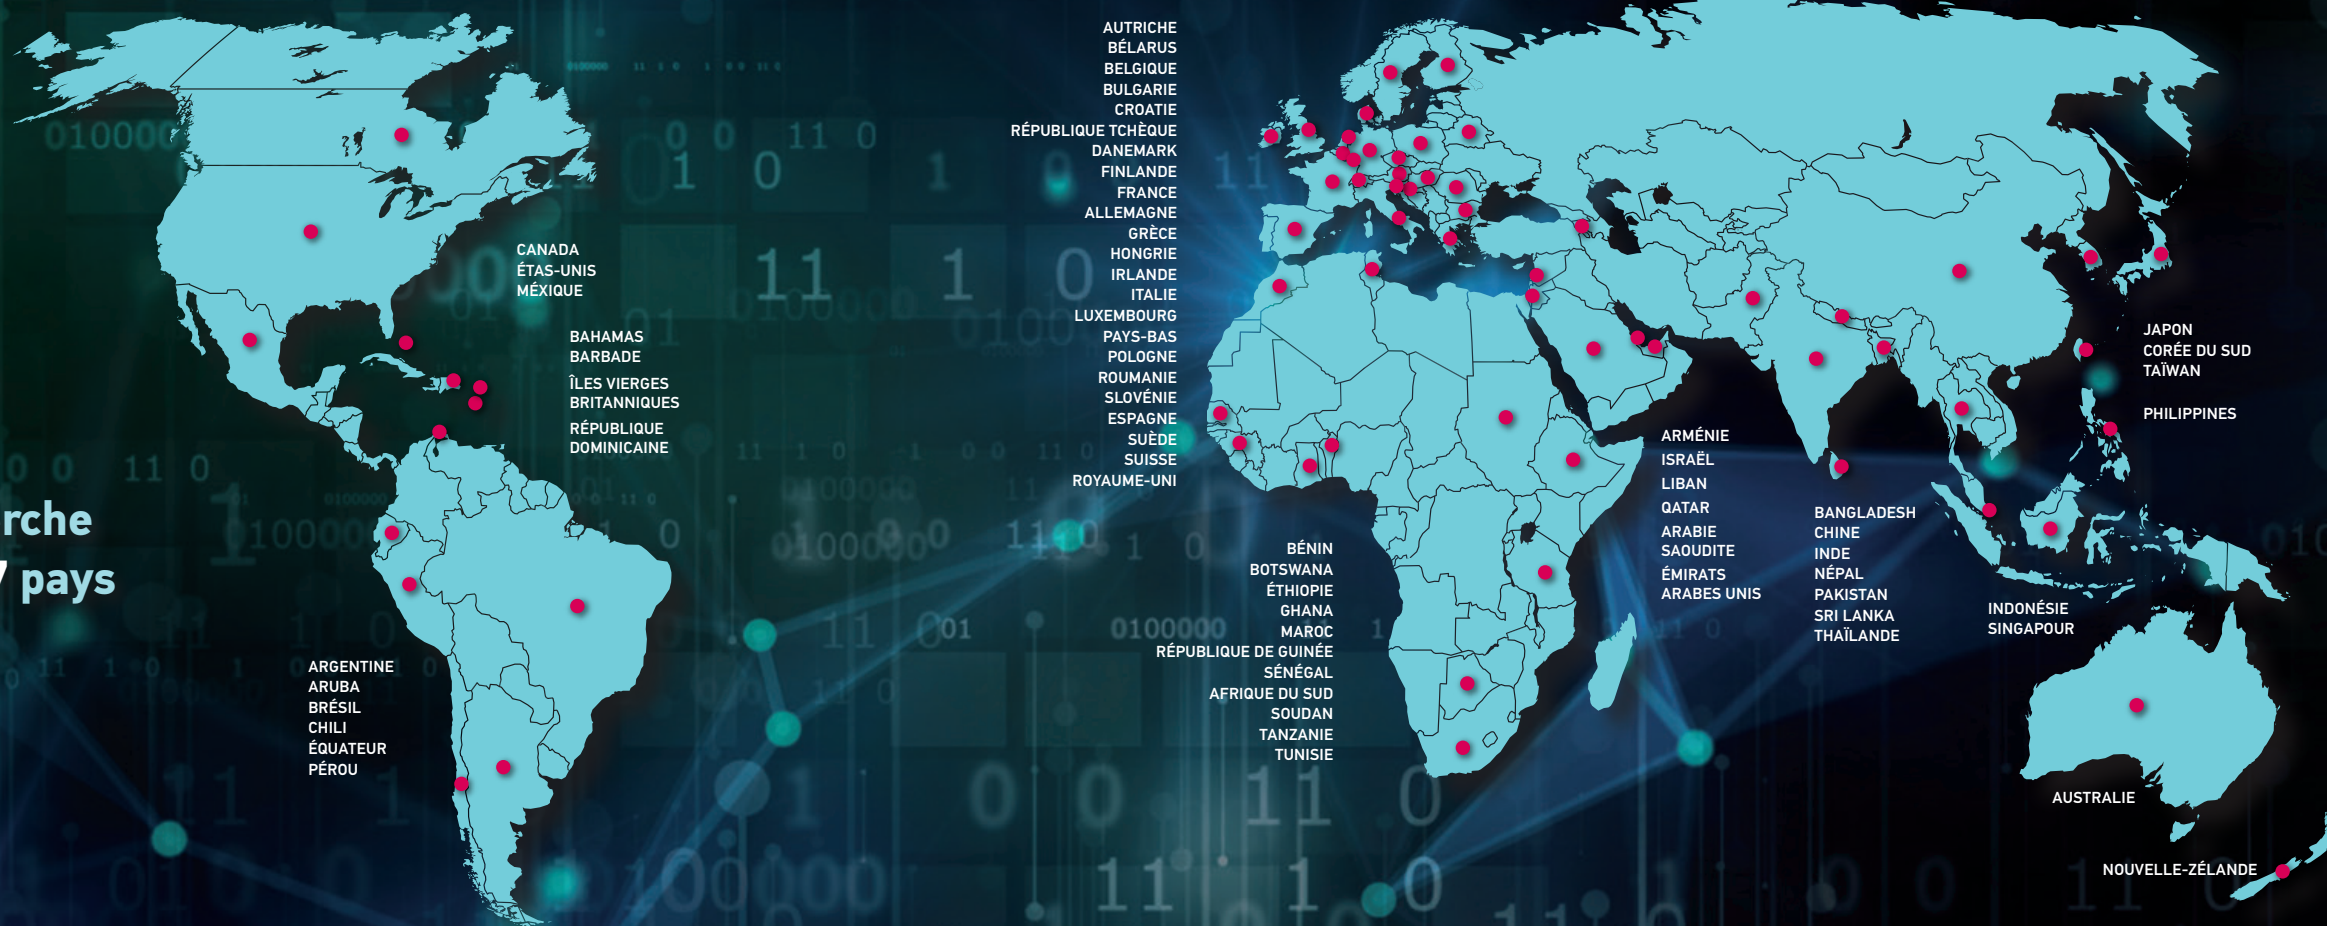 rche
7 pays
CANADA
ÉTAS-UNIS
MÉXIQUE
BAHAMAS
BARBADE
ÎLES VIERGES
BRITANNIQUES
RÉPUBLIQUE
DOMINICAINE
ARGENTINE
ARUBA
BRÉSIL
CHILI
ÉQUATEUR
PÉROU
AUTRICHE
BÉLARUS
BELGIQUE
BULGARIE
CROATIE
RÉPUBLIQUE TCHÈQUE
DANEMARK
FINLANDE
FRANCE
ALLEMAGNE
GRÈCE
HONGRIE
IRLANDE
ITALIE
LUXEMBOURG
PAYS-BAS
POLOGNE
ROUMANIE
SLOVÉNIE
ESPAGNE
SUÈDE
SUISSE
ROYAUME-UNI
BÉNIN
BOTSWANA
ÉTHIOPIE
GHANA
MAROC
RÉPUBLIQUE DE GUINÉE
SÉNÉGAL
AFRIQUE DU SUD
SOUDAN
TANZANIE
TUNISIE
ARMÉNIE
ISRAËL
LIBAN
QATAR
ARABIE
SAOUDITE
ÉMIRATS
ARABES UNIS
BANGLADESH
CHINE
INDE
NÉPAL
PAKISTAN
SRI LANKA
THAÏLANDE
JAPON
CORÉE DU SUD
TAÏWAN
PHILIPPINES
INDONÉSIE
SINGAPOUR
AUSTRALIE
NOUVELLE-ZÉLANDE